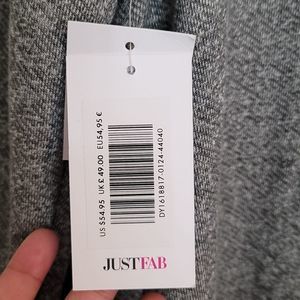 US $54.95 UK £ 49.00 EU54,95 €
DY1618817-0124-44040
JUSTFAB